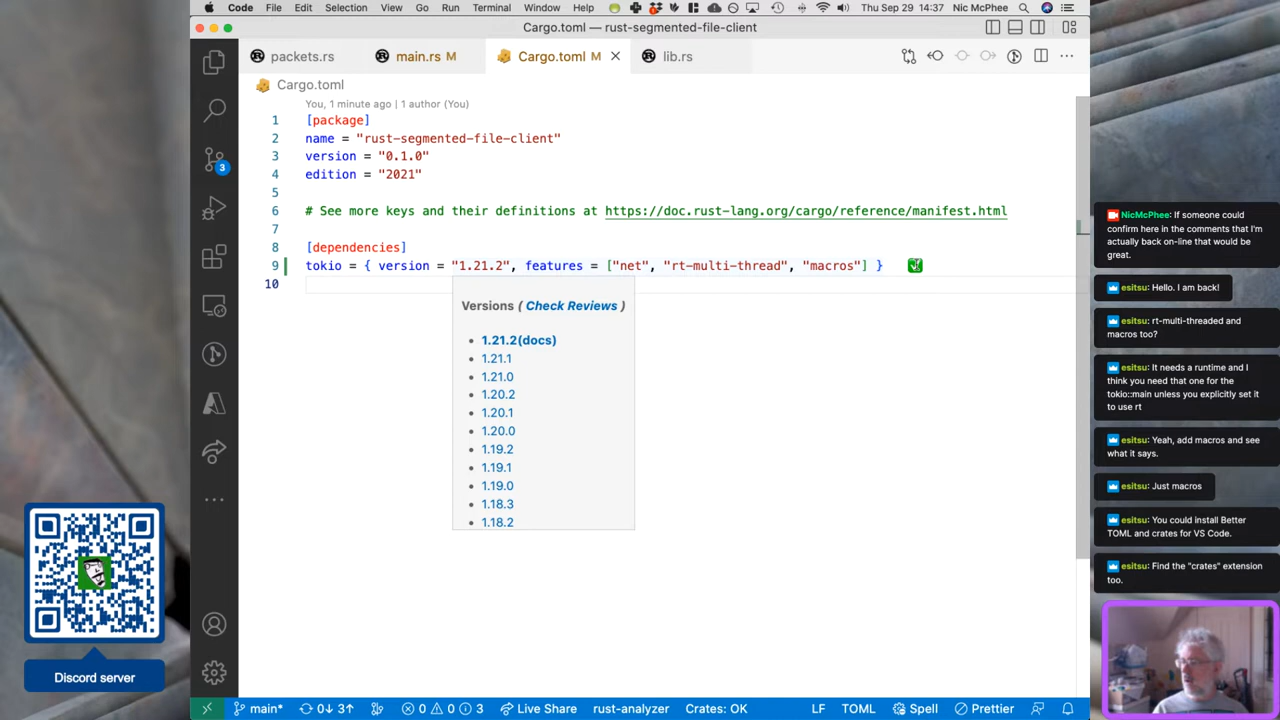 Code File Edit Selection View Go Run Terminal Window Help Thu Sep 29 14:37 Nic McPhee
Cargo.toml — rust-segmented-file-client
packets.rs main.rs M Cargo.toml M lib.rs
Cargo.toml
You, 1 minute ago | 1 author (You)
1 [package]
2 name = "rust-segmented-file-client"
3 version = "0.1.0"
4 edition = "2021"
5
6 # See more keys and their definitions at https://doc.rust-lang.org/cargo/reference/manifest.html
7
8 [dependencies]
9 tokio = { version = "1.21.2", features = ["net", "rt-multi-thread", "macros"] }
10
Versions ( Check Reviews )
1.21.2(docs)
1.21.1
1.21.0
1.20.2
1.20.1
1.20.0
1.19.2
1.19.1
1.19.0
1.18.3
1.18.2
3
NicMcPhee: If someone could
confirm here in the comments that I'm
actually back on-line that would be
great.
esitsu: Hello. I am back!
esitsu: rt-multi-threaded and
macros too?
esitsu: It needs a runtime and I
think you need that one for the
tokio::main unless you explicitly set it
to use rt
esitsu: Yeah, add macros and see
what it says.
esitsu: Just macros
esitsu: You could install Better
TOML and crates for VS Code.
esitsu: Find the "crates" extension
too.
Discord server
main* 0↓ 3↑ 0 0 3 Live Share rust-analyzer Crates: OK LF TOML Spell Prettier